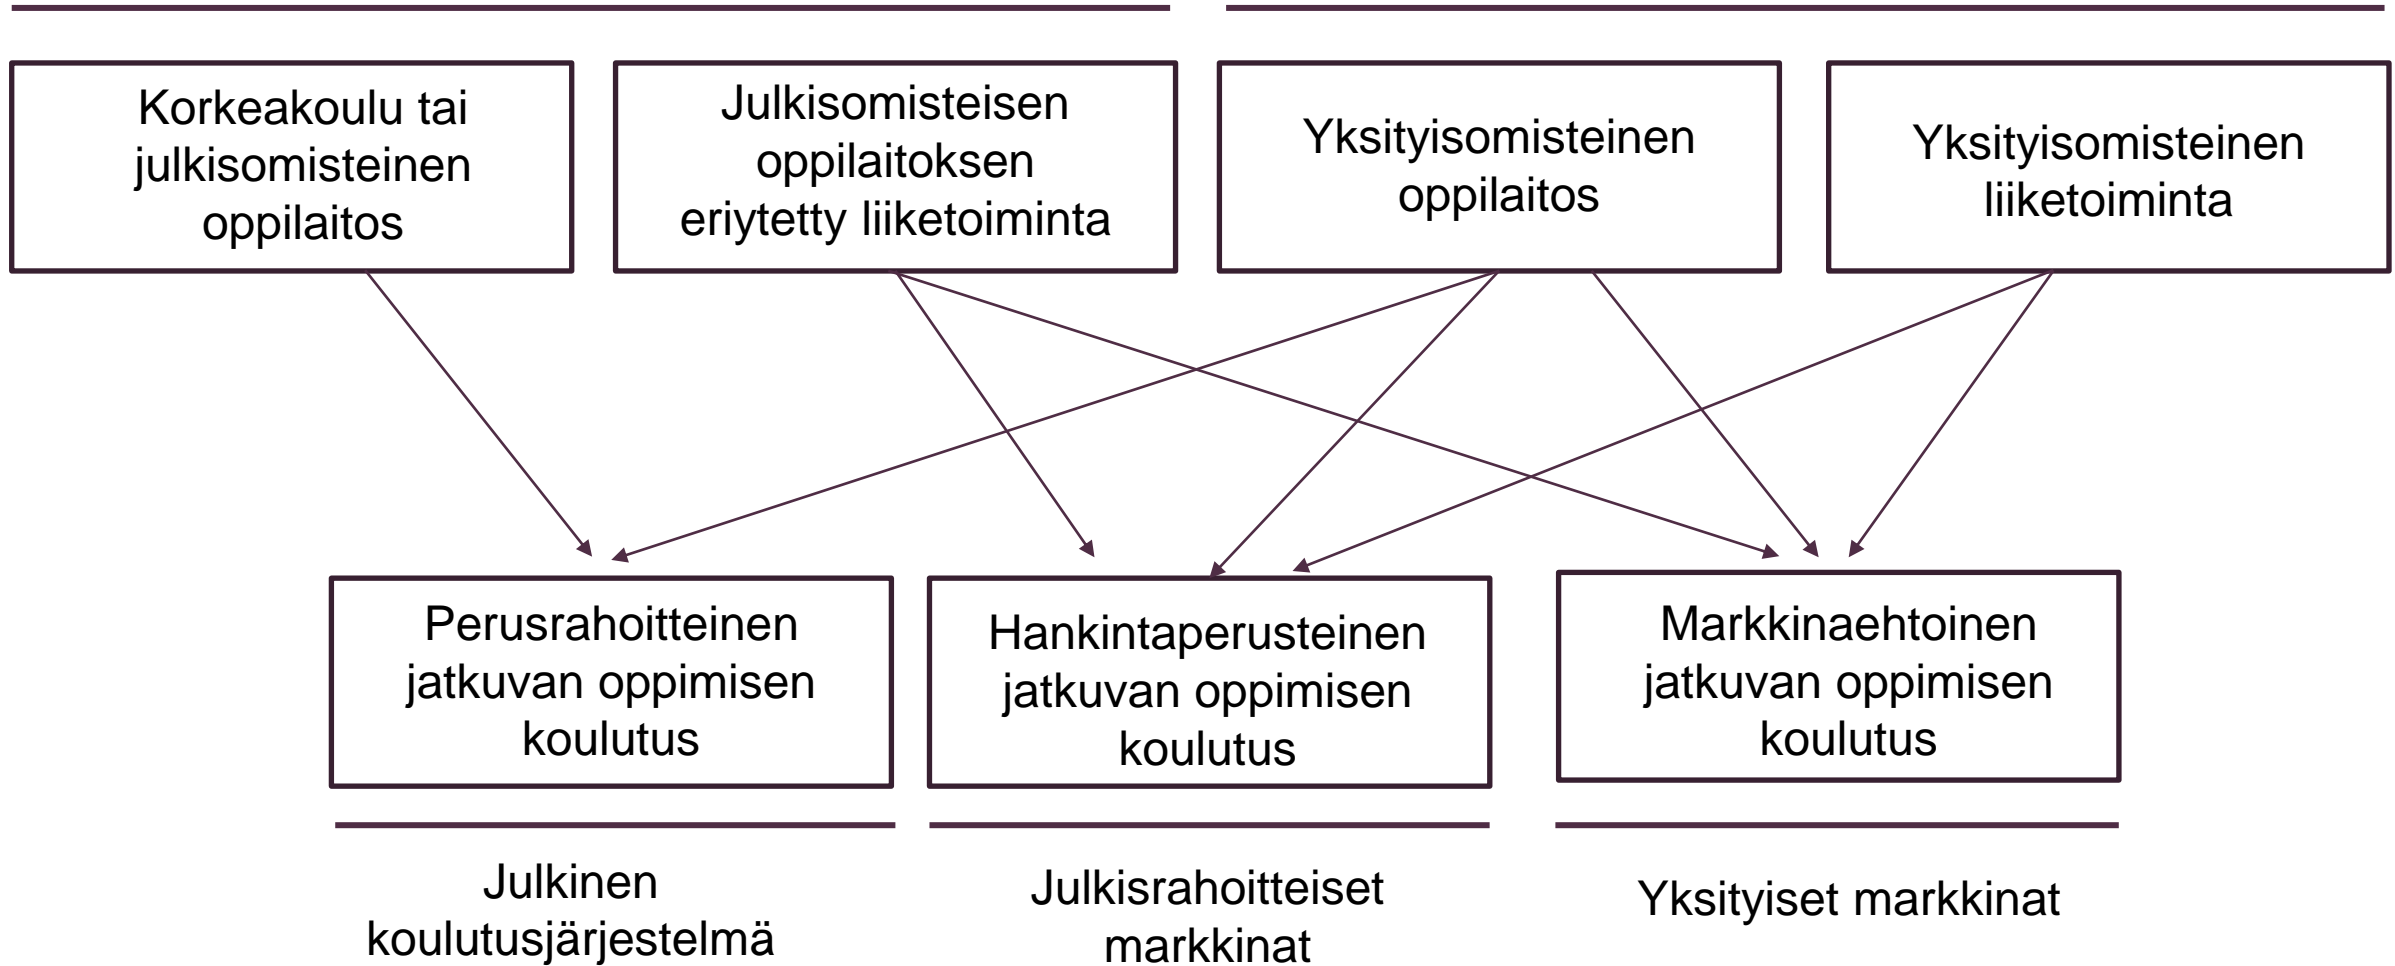 Korkeakoulu tai
julkisomisteinen
oppilaitos
Julkisomisteisen
oppilaitoksen
eriytetty liiketoiminta
Yksityisomisteinen
oppilaitos
Yksityisomisteinen
liiketoiminta
Perusrahoitteinen
jatkuvan oppimisen
koulutus
Hankintaperusteinen
jatkuvan oppimisen
koulutus
Markkinaehtoinen
jatkuvan oppimisen
koulutus
Julkinen
koulutusjärjestelmä
Julkisrahoitteiset
markkinat
Yksityiset markkinat